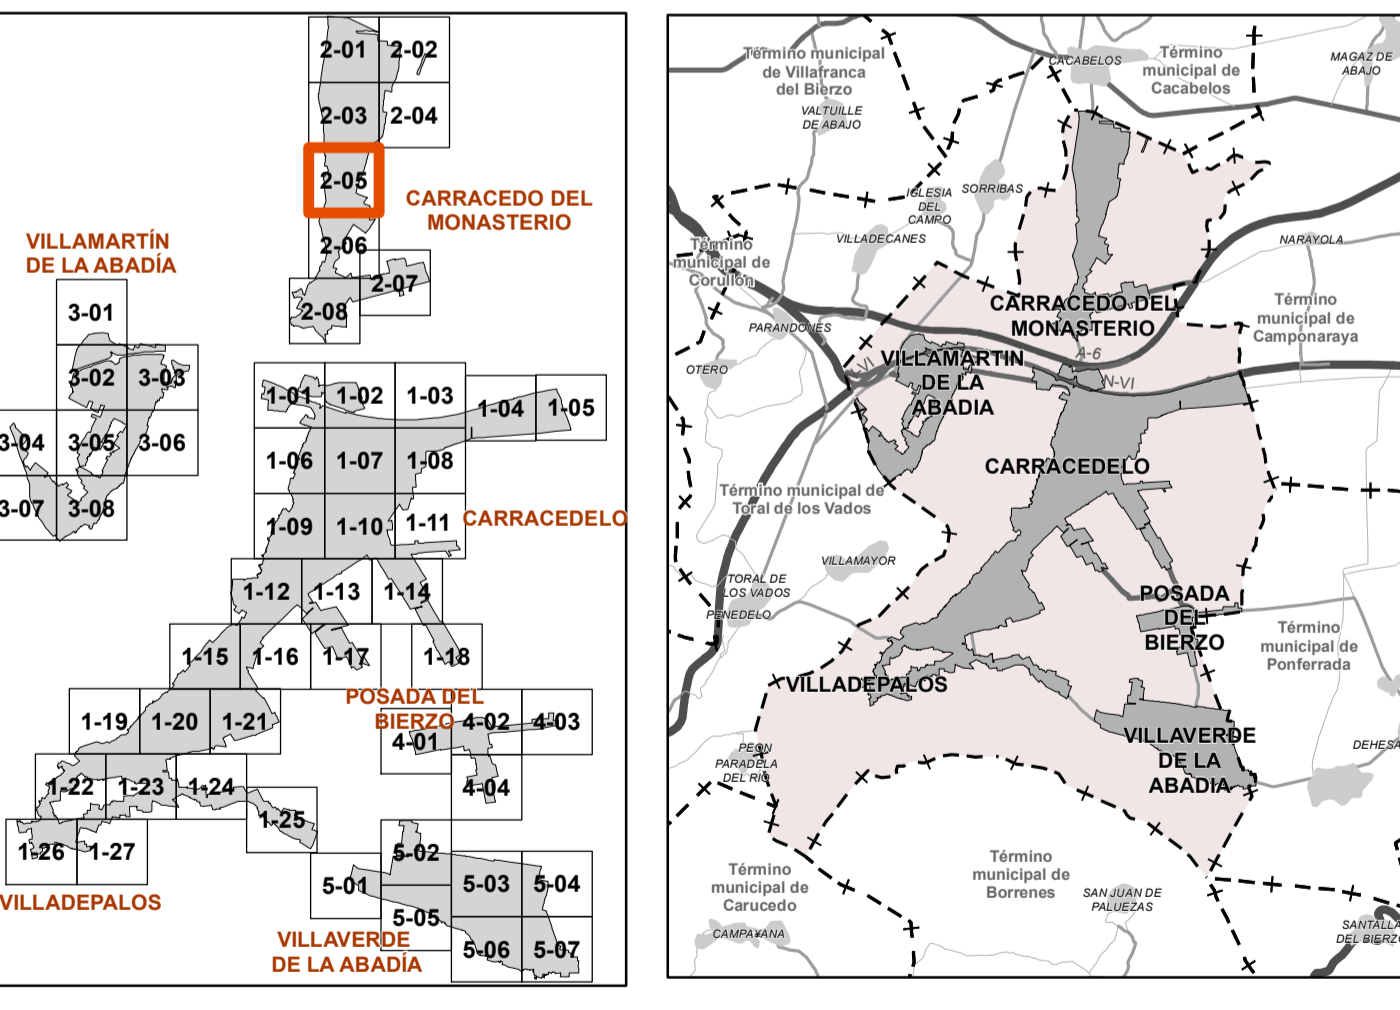 2-01
2-02
2-03
2-04
2-05
CARRACEDO DEL
MONASTERIO
2-06
2-07
2-08
VILLAMARTÍN
DE LA ABADÍA
3-01
3-02
3-03
3-04
3-05
3-06
3-07
3-08
1-01
1-02
1-03
1-04
1-05
1-06
1-07
1-08
1-09
1-10
1-11
CARRACEDELO
1-12
1-13
1-14
1-15
1-16
1-17
1-18
1-19
1-20
1-21
POSADA DEL
BIERZO
4-01
4-02
4-03
4-04
1-22
1-23
1-24
1-25
1-26
1-27
VILLADEPALOS
5-01
5-02
5-03
5-04
5-05
5-06
5-07
VILLAVERDE
DE LA ABADÍA
Término municipal
de Villafranca
del Bierzo
VALTUILLE
DE ABAJO
CACABELOS
Término
municipal de
Cacabelos
MAGAZ DE
ABAJO
IGLESIA
DEL
CAMPO
SORRIBAS
VILLADECANES
NARAYOLA
Término
municipal de
Corullón
PARANDONES
OTERO
CARRACEDO DEL
MONASTERIO
Término
municipal de
Camponaraya
A-6
N-VI
VILLAMARTIN
DE LA
ABADIA
CARRACEDELO
Término municipal de
Toral de los Vados
VILLAMAYOR
TORAL DE
LOS VADOS
PENEDELO
POSADA
DEL
BIERZO
Término
municipal de
Ponferrada
VILLADEPALOS
VILLAVERDE
DE LA
ABADIA
PEON
PARADELA
DEL RÍO
DEHESA
Término
municipal de
Carucedo
CAMPA¥ANA
Término
municipal de
Borrenes
SAN JUAN DE
PALUEZAS
SANTALLA
DEL BIERZ